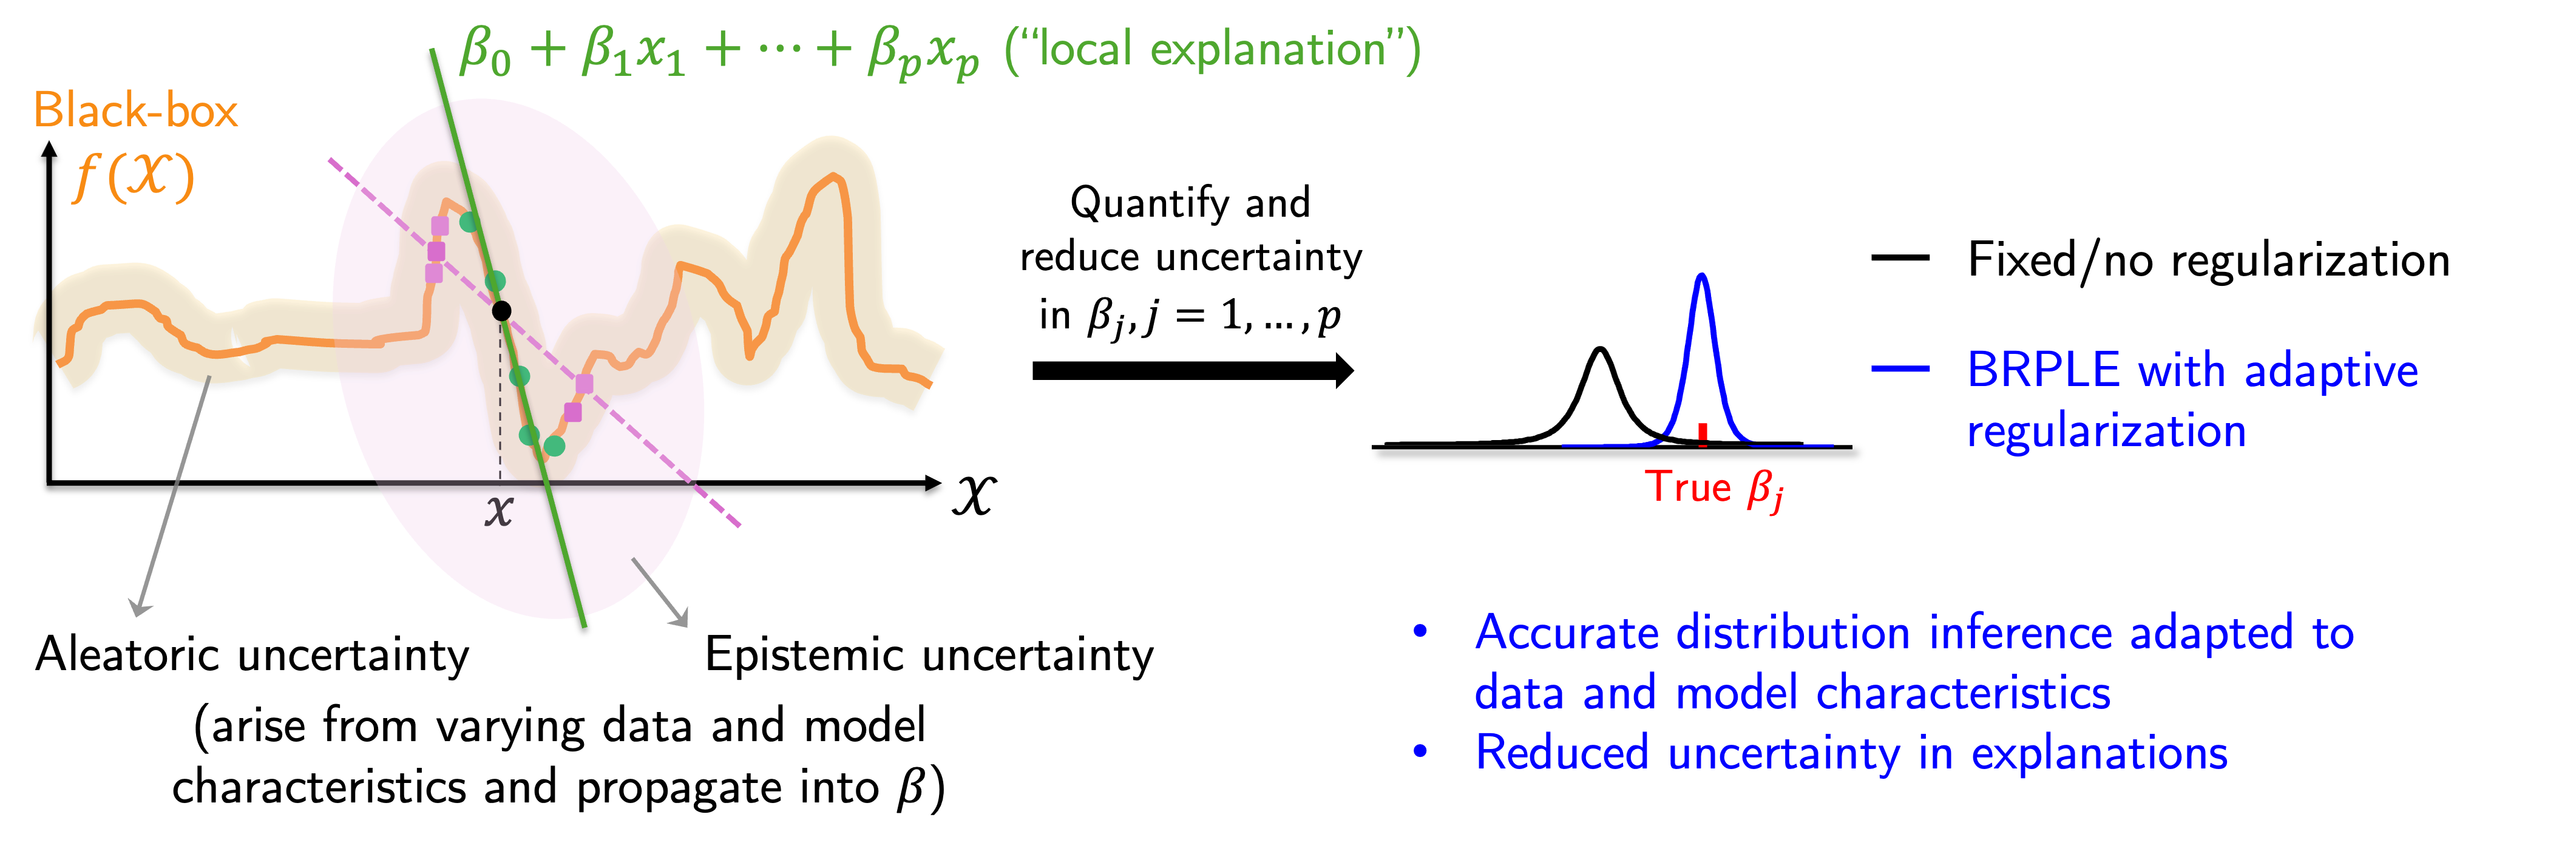 β₀ + β₁x₁ + ⋯ + βₚxₚ (“local explanation”)
Black-box
f(𝒳)
x
𝒳
Aleatoric uncertainty
Epistemic uncertainty
(arise from varying data and model
characteristics and propagate into β)
Quantify and
reduce uncertainty
in βⱼ, j = 1, ..., p
True βⱼ
Fixed/no regularization
BRPLE with adaptive
regularization
• Accurate distribution inference adapted to
data and model characteristics
• Reduced uncertainty in explanations